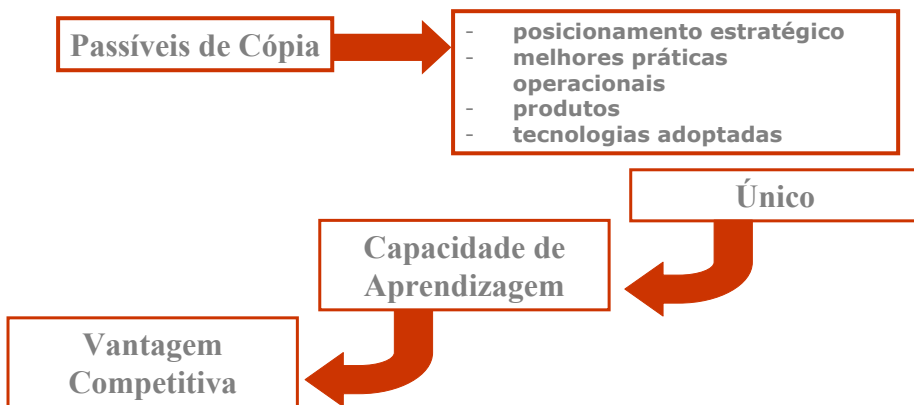 Passíveis de Cópia
- posicionamento estratégico
- melhores práticas
operacionais
- produtos
- tecnologias adoptadas
Único
Capacidade de
Aprendizagem
Vantagem
Competitiva